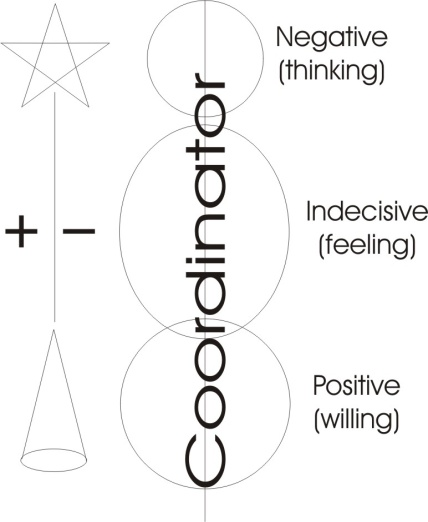 Negative
(thinking)
Coordinator
+ –
Indecisive
(feeling)
Positive
(willing)